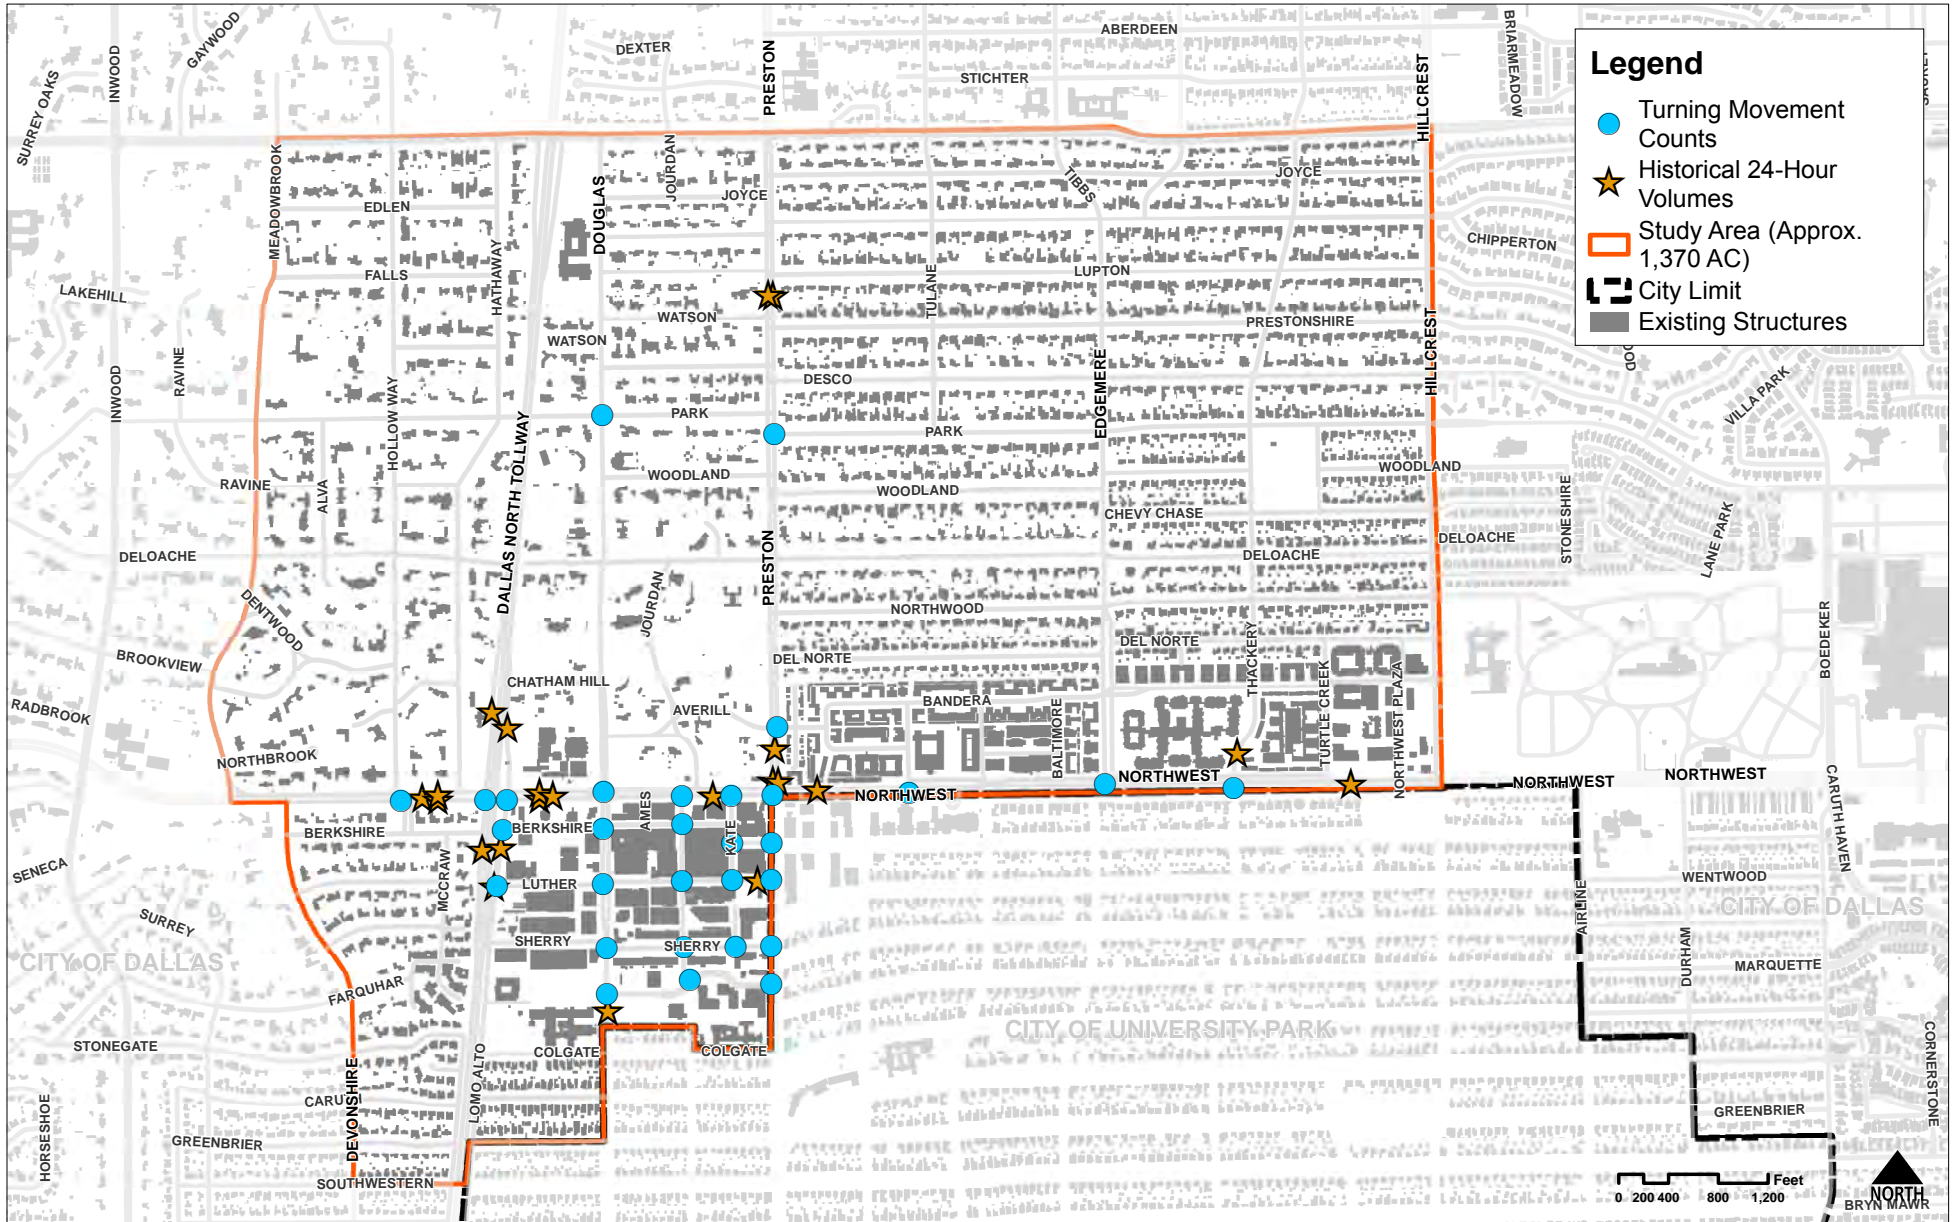 ABERDEEN
BRIARMEADOW
GAYWOOD
DEXTER
PRESTON
STICHTER
INWOOD
SURREY OAKS
HILLCREST
Legend
Turning Movement
Counts
Historical 24-Hour
Volumes
Study Area (Approx.
1,370 AC)
City Limit
Existing Structures
MEADOWBROOK
JOURDAN
JOYCE
TIBBS
JOYCE
EDLEN
DOUGLAS
HATHAWAY
CHIPPERTON
FALLS
LUPTON
TULANE
LAKEHILL
WATSON
PRESTONSHIRE
WATSON
RAVINE
HILLCREST
DESCO
EDGEMERE
INWOOD
HOLLOW WAY
VILLA PARK
PARK
PARK
DALLAS NORTH TOLLWAY
WOODLAND
WOODLAND
RAVINE
ALVA
WOODLAND
CHEVY CHASE
STONESHIRE
LANE PARK
DELOACHE
DELOACHE
DELOACHE
PRESTON
NORTHWOOD
DENTWOOD
JOURDAN
BOEDEKER
DEL NORTE
THACKERY
BROOKVIEW
DEL NORTE
CHATHAM HILL
TURTLE CREEK
NORTHWEST PLAZA
RADBROOK
AVERILL
BANDERA
BALTIMORE
NORTHBROOK
NORTHWEST
NORTHWEST
NORTHWEST
NORTHWEST
CARUTH HAVEN
AMES
KATE
BERKSHIRE
BERKSHIRE
SENECA
MCCRAW
LUTHER
WENTWOOD
AIRLINE
CITY OF DALLAS
SURREY
SHERRY
SHERRY
DURHAM
CITY OF DALLAS
MARQUETTE
FARQUHAR
CITY OF UNIVERSITY PARK
STONEGATE
COLGATE
COLGATE
CORNERSTONE
DEVONSHIRE
LOMO ALTO
HORSESHOE
GREENBRIER
GREENBRIER
SOUTHWESTERN
Feet
0 200 400 800 1,200
NORTH
BRYN MAWR